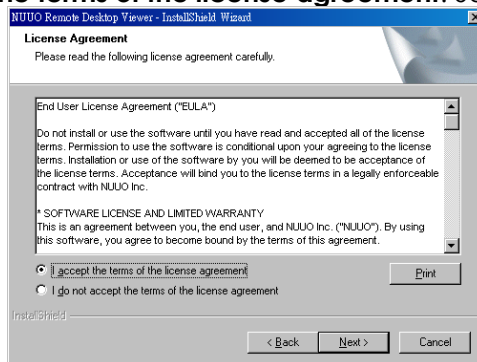 he terms of the license agreement.
NUUO Remote Desktop Viewer - InstallShield Wizard
License Agreement
Please read the following license agreement carefully.
End User License Agreement ("EULA")
Do not install or use the software until you have read and accepted all of the license
terms. Permission to use the software is conditional upon your agreeing to the license
terms. Installation or use of the software by you will be deemed to be acceptance of
the license terms. Acceptance will bind you to the license terms in a legally enforceable
contract with NUUO Inc.
* SOFTWARE LICENSE AND LIMITED WARRANTY
This is an agreement between you, the end user, and NUUO Inc. ("NUUO"). By using
this software, you agree to become bound by the terms of this agreement.
I accept the terms of the license agreement
Print
I do not accept the terms of the license agreement
InstallShield
< Back Next > Cancel